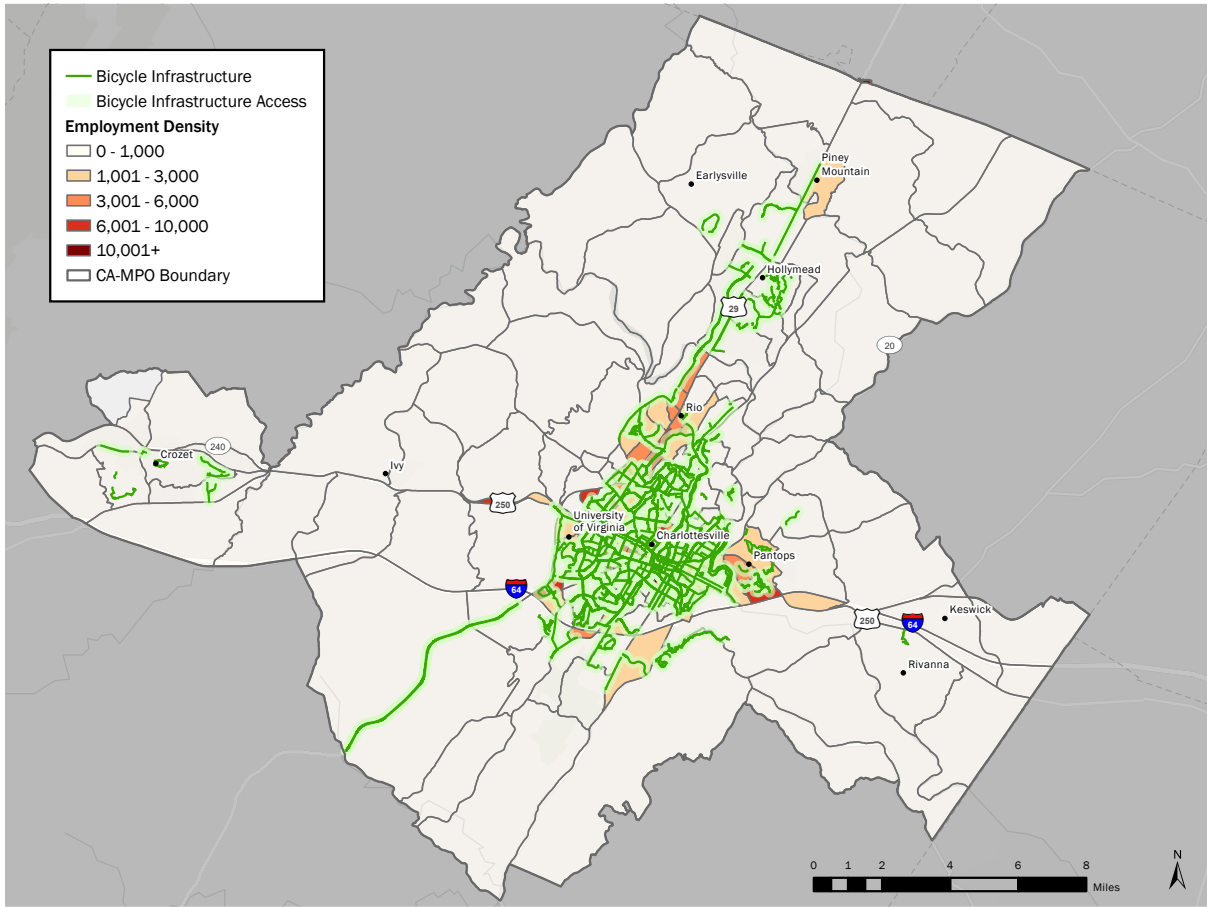 Bicycle Infrastructure
Bicycle Infrastructure Access
Employment Density
0 - 1,000
1,001 - 3,000
3,001 - 6,000
6,001 - 10,000
10,001+
CA-MPO Boundary
Piney
Mountain
Earlysville
Hollymead
29
20
Rio
240
Crozet
Ivy
250
University
of Virginia
Charlottesville
Pantops
64
Keswick
250
64
Rivanna
0 1 2 4 6 8
Miles
N